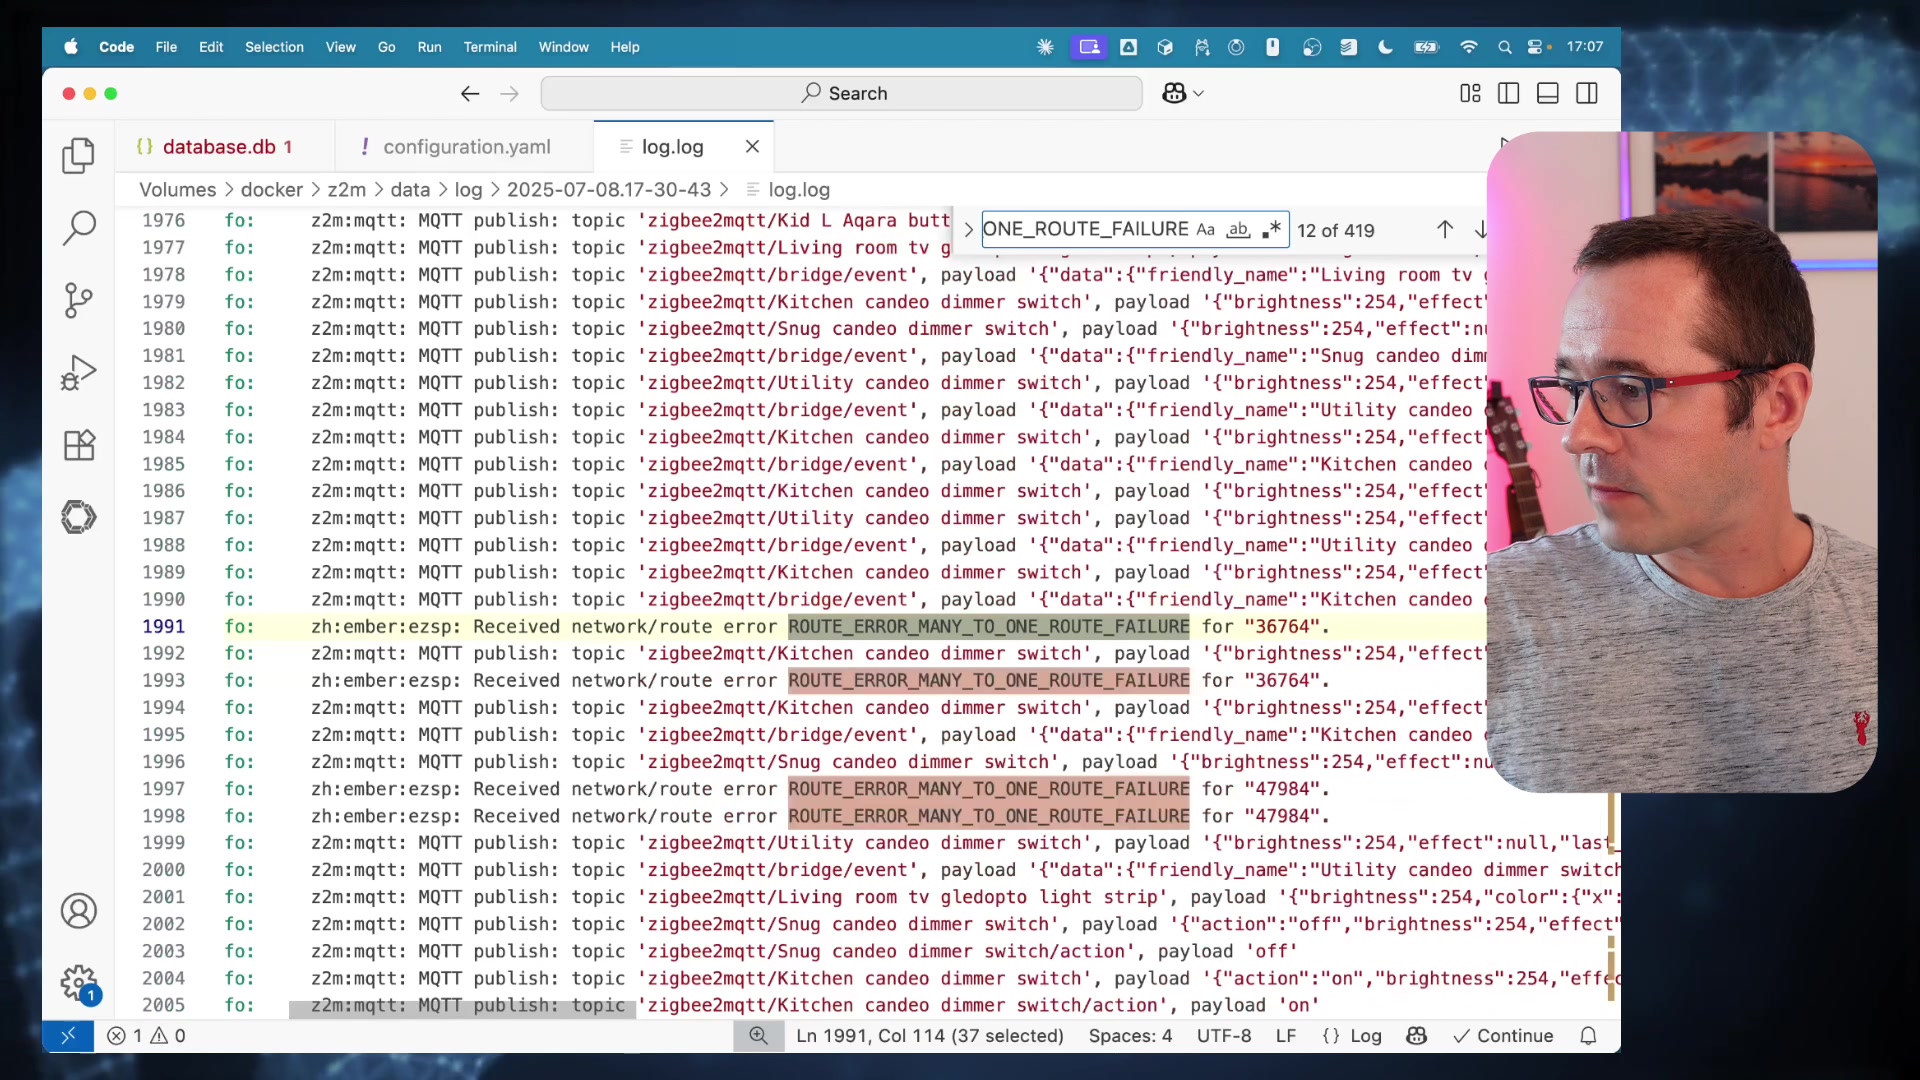 Code File Edit Selection View Go Run Terminal Window Help 17:07
Search
database.db 1 configuration.yaml log.log
Volumes > docker > z2m > data > log > 2025-07-08.17-30-43 > log.log
ONE_ROUTE_FAILURE Aa ab 12 of 419
1976 fo: z2m:mqtt: MQTT publish: topic 'zigbee2mqtt/Kid L Aqara butt
1977 fo: z2m:mqtt: MQTT publish: topic 'zigbee2mqtt/Living room tv g
1978 fo: z2m:mqtt: MQTT publish: topic 'zigbee2mqtt/bridge/event', payload '{"data":{"friendly_name":"Living room tv g
1979 fo: z2m:mqtt: MQTT publish: topic 'zigbee2mqtt/Kitchen candeo dimmer switch', payload '{"brightness":254,"effect"
1980 fo: z2m:mqtt: MQTT publish: topic 'zigbee2mqtt/Snug candeo dimmer switch', payload '{"brightness":254,"effect":nu
1981 fo: z2m:mqtt: MQTT publish: topic 'zigbee2mqtt/bridge/event', payload '{"data":{"friendly_name":"Snug candeo dim
1982 fo: z2m:mqtt: MQTT publish: topic 'zigbee2mqtt/Utility candeo dimmer switch', payload '{"brightness":254,"effect"
1983 fo: z2m:mqtt: MQTT publish: topic 'zigbee2mqtt/bridge/event', payload '{"data":{"friendly_name":"Utility candeo
1984 fo: z2m:mqtt: MQTT publish: topic 'zigbee2mqtt/Kitchen candeo dimmer switch', payload '{"brightness":254,"effect"
1985 fo: z2m:mqtt: MQTT publish: topic 'zigbee2mqtt/bridge/event', payload '{"data":{"friendly_name":"Kitchen candeo
1986 fo: z2m:mqtt: MQTT publish: topic 'zigbee2mqtt/Kitchen candeo dimmer switch', payload '{"brightness":254,"effect"
1987 fo: z2m:mqtt: MQTT publish: topic 'zigbee2mqtt/Utility candeo dimmer switch', payload '{"brightness":254,"effect"
1988 fo: z2m:mqtt: MQTT publish: topic 'zigbee2mqtt/bridge/event', payload '{"data":{"friendly_name":"Utility candeo
1989 fo: z2m:mqtt: MQTT publish: topic 'zigbee2mqtt/Kitchen candeo dimmer switch', payload '{"brightness":254,"effect"
1990 fo: z2m:mqtt: MQTT publish: topic 'zigbee2mqtt/bridge/event', payload '{"data":{"friendly_name":"Kitchen candeo
1991 fo: zh:ember:ezsp: Received network/route error ROUTE_ERROR_MANY_TO_ONE_ROUTE_FAILURE for "36764".
1992 fo: z2m:mqtt: MQTT publish: topic 'zigbee2mqtt/Kitchen candeo dimmer switch', payload '{"brightness":254,"effect"
1993 fo: zh:ember:ezsp: Received network/route error ROUTE_ERROR_MANY_TO_ONE_ROUTE_FAILURE for "36764".
1994 fo: z2m:mqtt: MQTT publish: topic 'zigbee2mqtt/Kitchen candeo dimmer switch', payload '{"brightness":254,"effect"
1995 fo: z2m:mqtt: MQTT publish: topic 'zigbee2mqtt/bridge/event', payload '{"data":{"friendly_name":"Kitchen candeo
1996 fo: z2m:mqtt: MQTT publish: topic 'zigbee2mqtt/Snug candeo dimmer switch', payload '{"brightness":254,"effect":nu
1997 fo: zh:ember:ezsp: Received network/route error ROUTE_ERROR_MANY_TO_ONE_ROUTE_FAILURE for "47984".
1998 fo: zh:ember:ezsp: Received network/route error ROUTE_ERROR_MANY_TO_ONE_ROUTE_FAILURE for "47984".
1999 fo: z2m:mqtt: MQTT publish: topic 'zigbee2mqtt/Utility candeo dimmer switch', payload '{"brightness":254,"effect":null,"last_
2000 fo: z2m:mqtt: MQTT publish: topic 'zigbee2mqtt/bridge/event', payload '{"data":{"friendly_name":"Utility candeo dimmer switch
2001 fo: z2m:mqtt: MQTT publish: topic 'zigbee2mqtt/Living room tv gledopto light strip', payload '{"brightness":254,"color":{"x":
2002 fo: z2m:mqtt: MQTT publish: topic 'zigbee2mqtt/Snug candeo dimmer switch', payload '{"action":"off","brightness":254,"effect"
2003 fo: z2m:mqtt: MQTT publish: topic 'zigbee2mqtt/Snug candeo dimmer switch/action', payload 'off'
2004 fo: z2m:mqtt: MQTT publish: topic 'zigbee2mqtt/Kitchen candeo dimmer switch', payload '{"action":"on","brightness":254,"effec
2005 fo: z2m:mqtt: MQTT publish: topic 'zigbee2mqtt/Kitchen candeo dimmer switch/action', payload 'on'
1
1 0 Ln 1991, Col 114 (37 selected) Spaces: 4 UTF-8 LF {} Log Continue